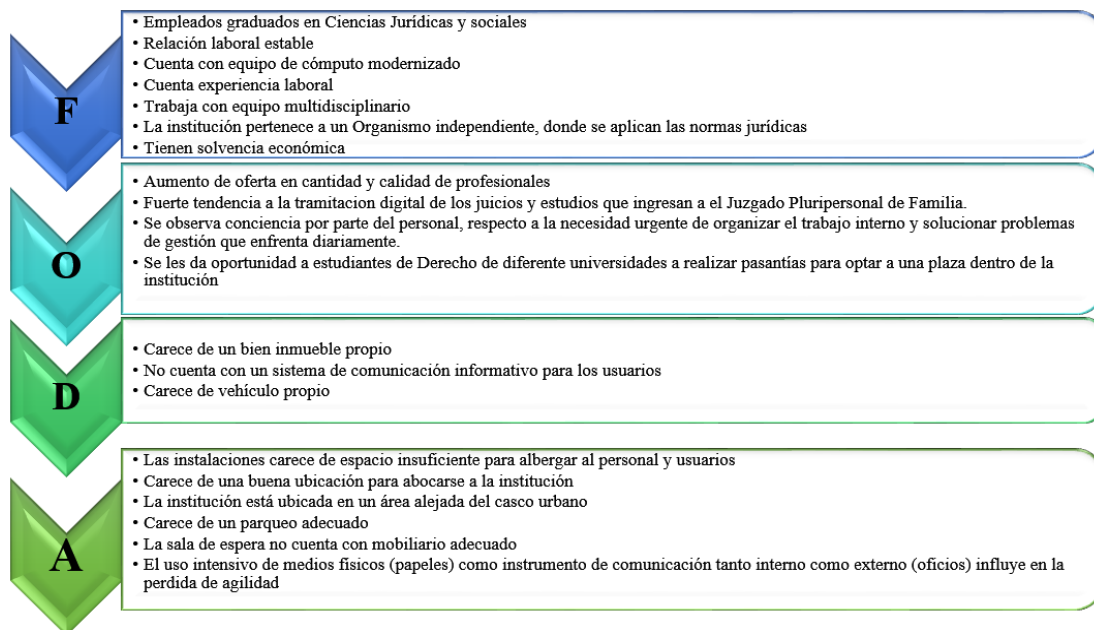 F
• Empleados graduados en Ciencias Jurídicas y sociales
• Relación laboral estable
• Cuenta con equipo de cómputo modernizado
• Cuenta experiencia laboral
• Trabaja con equipo multidisciplinario
• La institución pertenece a un Organismo independiente, donde se aplican las normas jurídicas
• Tienen solvencia económica
O
• Aumento de oferta en cantidad y calidad de profesionales
• Fuerte tendencia a la tramitacion digital de los juicios y estudios que ingresan a el Juzgado Pluripersonal de Familia.
• Se observa conciencia por parte del personal, respecto a la necesidad urgente de organizar el trabajo interno y solucionar problemas
de gestión que enfrenta diariamente.
• Se les da oportunidad a estudiantes de Derecho de diferente universidades a realizar pasantías para optar a una plaza dentro de la
institución
D
• Carece de un bien inmueble propio
• No cuenta con un sistema de comunicación informativo para los usuarios
• Carece de vehículo propio
A
• Las instalaciones carece de espacio insuficiente para albergar al personal y usuarios
• Carece de una buena ubicación para abocarse a la institución
• La institución está ubicada en un área alejada del casco urbano
• Carece de un parqueo adecuado
• La sala de espera no cuenta con mobiliario adecuado
• El uso intensivo de medios físicos (papeles) como instrumento de comunicación tanto interno como externo (oficios) influye en la
perdida de agilidad